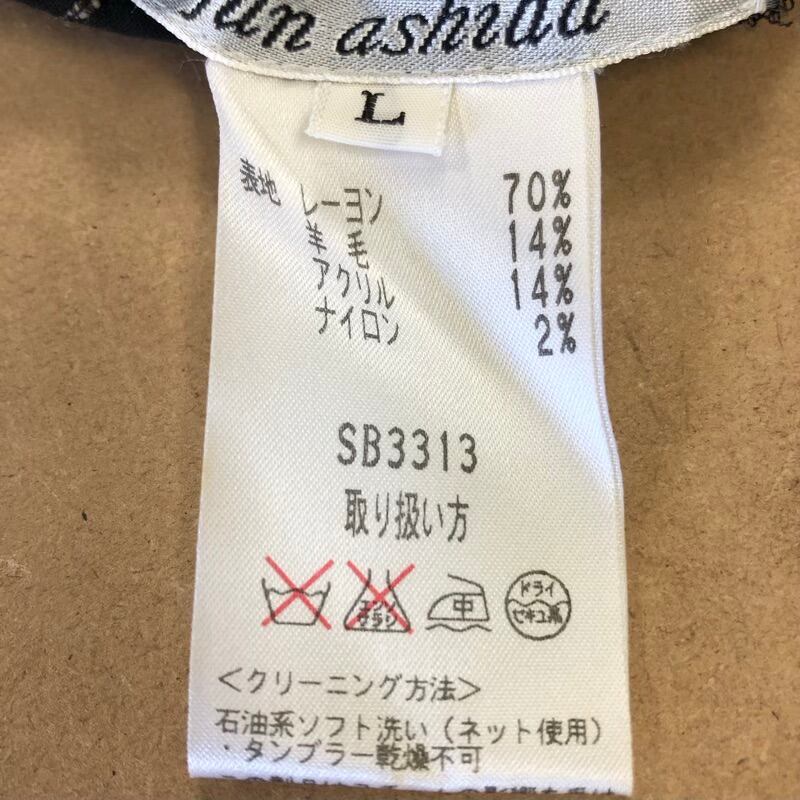 jun ashida
L
表地 レーヨン 70%
羊毛 14%
アクリル 14%
ナイロン 2%
SB3313
取り扱い方
エンソ サラシ 中 ドライ セキユ系
<クリーニング方法>
石油系ソフト洗い(ネット使用)
・タンブラー乾燥不可